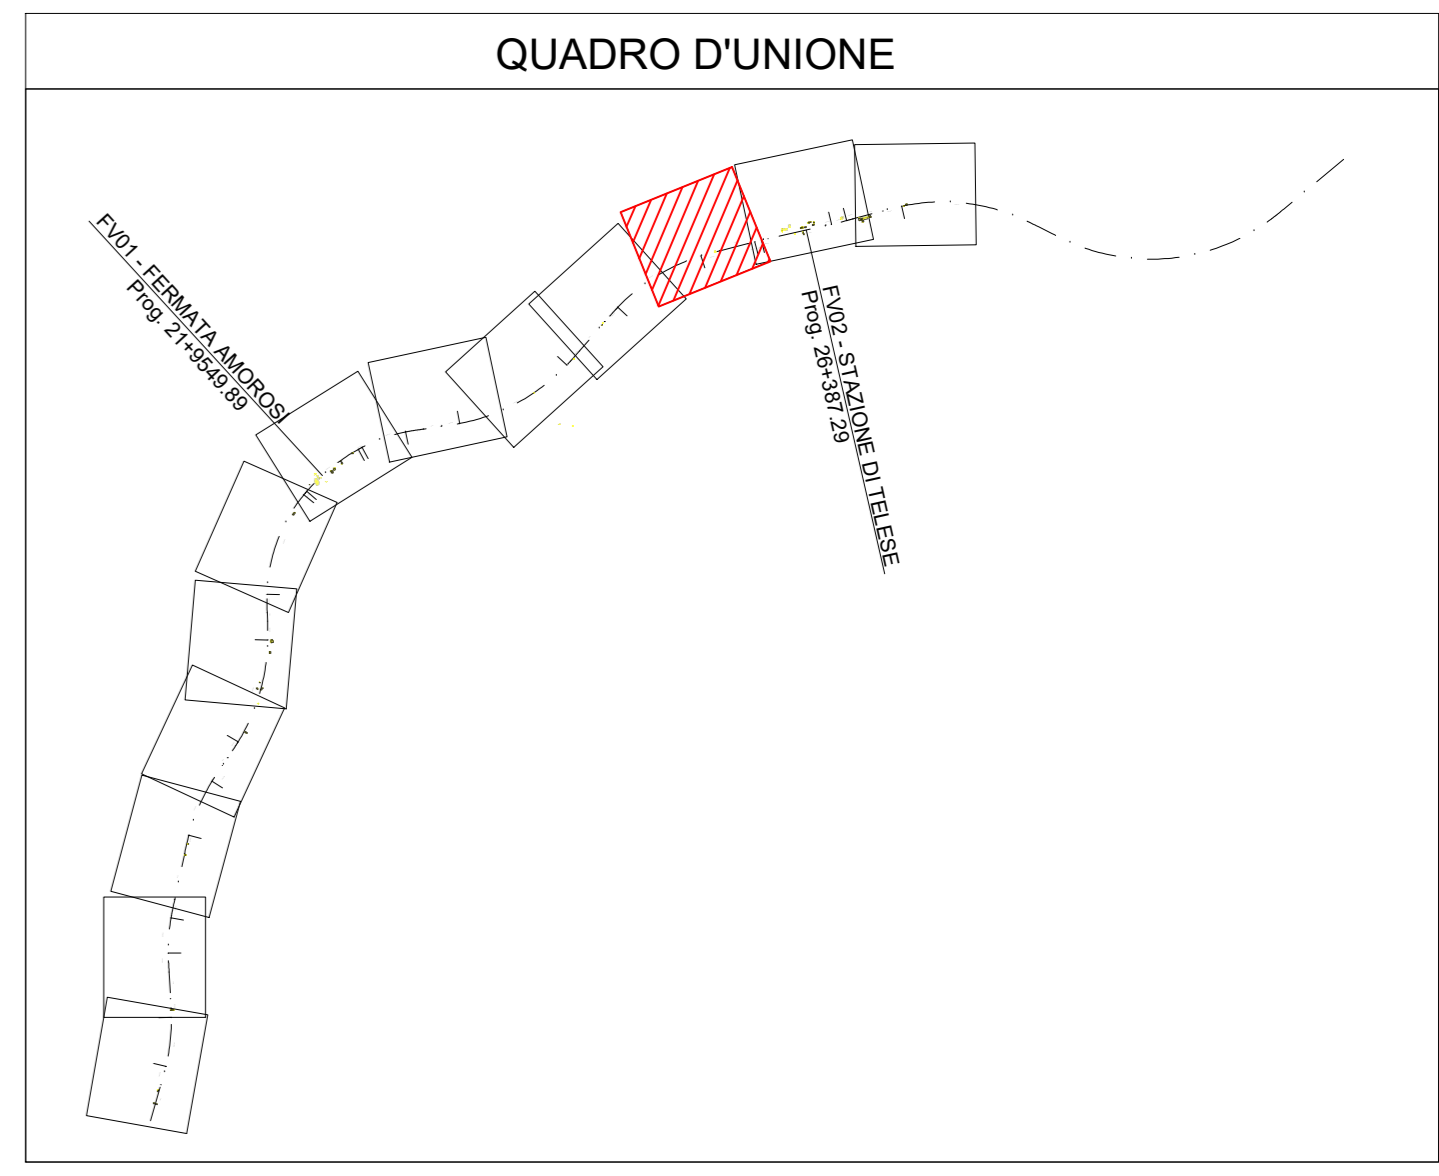 QUADRO D'UNIONE
FV01 - FERMATA AMOROSI
Prog. 21+9549.89
FV02 - STAZIONE DI TELESE
Prog. 26+387.29